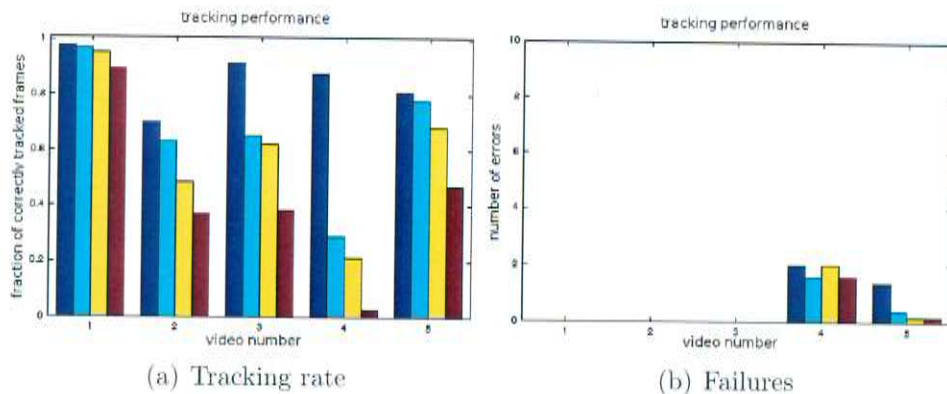 tracking performance
1
0.8
0.6
0.4
0.2
0
1 2 3 4 5
fraction of correctly tracked frames
video number
(a) Tracking rate
tracking performance
10
8
6
4
2
0
1 2 3 4 5
number of errors
video number
(b) Failures